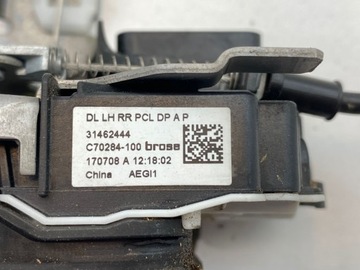 DL LH RR PCL DP A P
31462444
C70284-100 brose
170708 A 12:18:02
China AEGI1